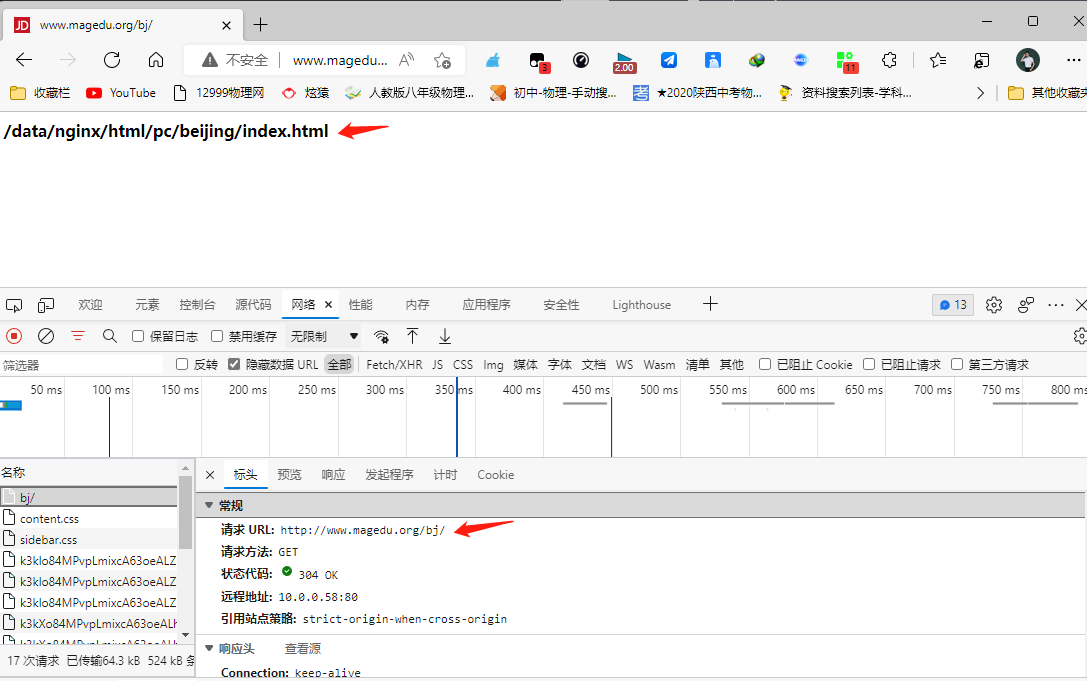 JD www.magedu.org/bj/
不安全 www.magedu... A 3 2.00 11
收藏栏 YouTube 12999物理网 炫猿 人教版八年级物理... 初中-物理-手动搜... 考 ★2020陕西中考物... 资料搜索列表-学科... 其他收藏夹
/data/nginx/html/pc/beijing/index.html
欢迎 元素 控制台 源代码 网络 性能 内存 应用程序 安全性 Lighthouse 13
保留日志 禁用缓存 无限制
筛选器 反转 隐藏数据 URL 全部 Fetch/XHR JS CSS Img 媒体 字体 文档 WS Wasm 清单 其他 已阻止 Cookie 已阻止请求 第三方请求
50 ms 100 ms 150 ms 200 ms 250 ms 300 ms 350 ms 400 ms 450 ms 500 ms 550 ms 600 ms 650 ms 700 ms 750 ms 800 ms
名称 标头 预览 响应 发起程序 计时 Cookie
bj/
content.css
sidebar.css
k3klo84MPvpLmixcA63oeALZ
k3klo84MPvpLmixcA63oeALZ
k3klo84MPvpLmixcA63oeALZ
k3kXo84MPvpLmixcA63oeALh
k3kXo84MPvpLmixcA63oeALh
17 次请求 已传输64.3 kB 524 kB 条
常规
请求 URL: http://www.magedu.org/bj/
请求方法: GET
状态代码: 304 OK
远程地址: 10.0.0.58:80
引用站点策略: strict-origin-when-cross-origin
响应头 查看源
Connection: keep-alive